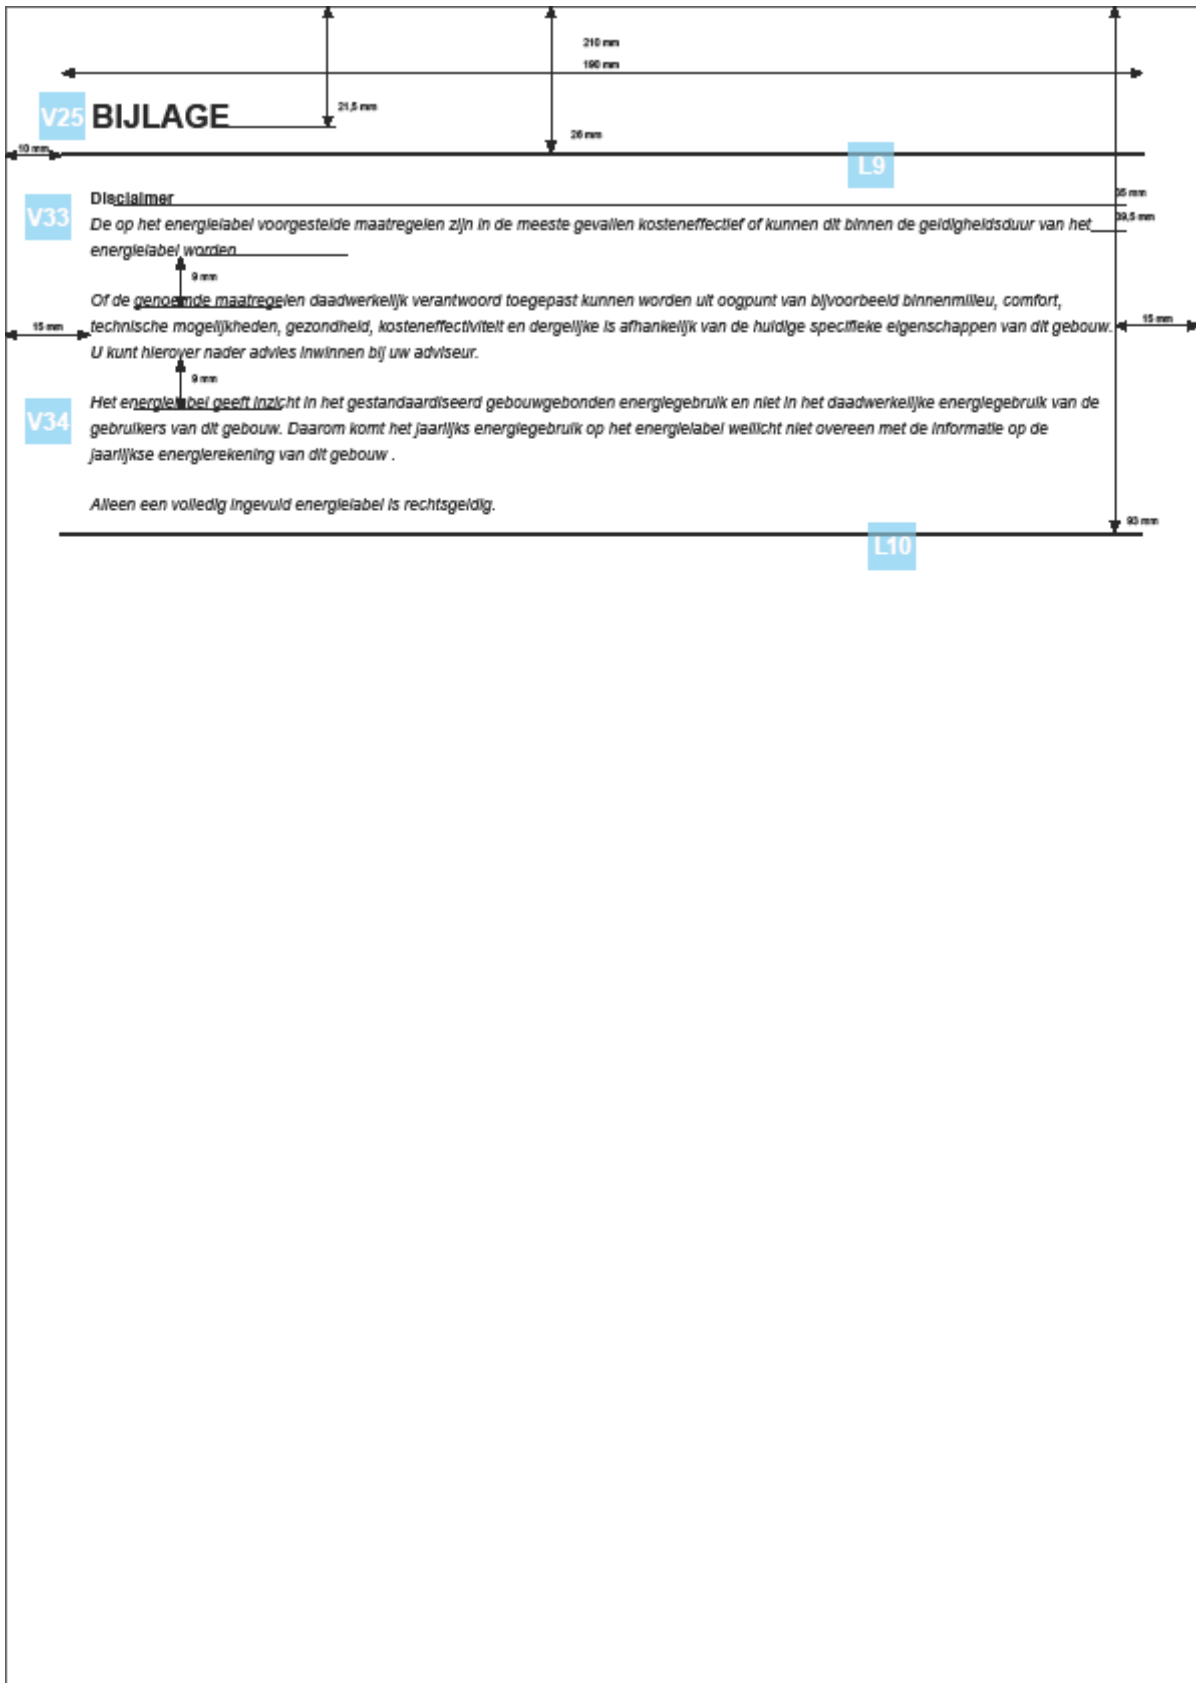 210 mm
190 mm
V25 BIJLAGE
21,5 mm
26 mm
10 mm
L9
Disclaimer
35 mm
V33
39,5 mm
De op het energielabel voorgestelde maatregelen zijn in de meeste gevallen kosteneffectief of kunnen dit binnen de geldigheidsduur van het
energielabel worden
9 mm
Of de genoemde maatregelen daadwerkelijk verantwoord toegepast kunnen worden uit oogpunt van bijvoorbeeld binnenmilieu, comfort,
15 mm
technische mogelijkheden, gezondheid, kosteneffectiviteit en dergelijke is afhankelijk van de huidige specifieke eigenschappen van dit gebouw.
15 mm
U kunt hierover nader advies inwinnen bij uw adviseur.
9 mm
V34
Het energielabel geeft inzicht in het gestandaardiseerd gebouwgebonden energiegebruik en niet in het daadwerkelijke energiegebruik van de
gebruikers van dit gebouw. Daarom komt het jaarlijks energiegebruik op het energielabel wellicht niet overeen met de informatie op de
jaarlijkse energierekening van dit gebouw .
Alleen een volledig ingevuld energielabel is rechtsgeldig.
93 mm
L10